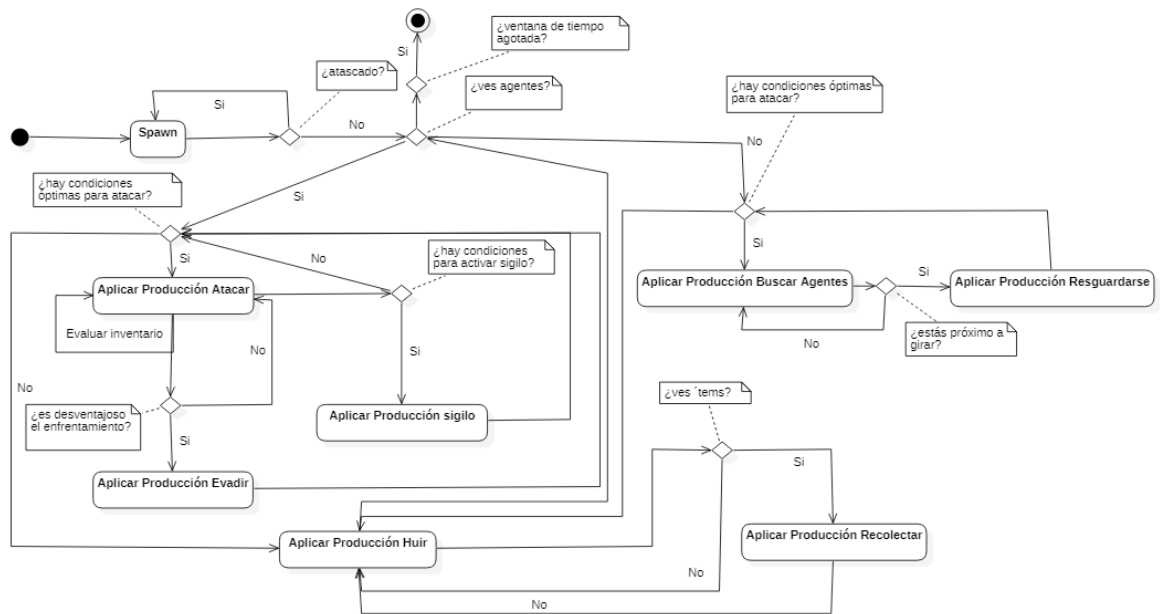 ¿ventana de tiempo
agotada?
Si
¿atascado?
¿ves agentes?
¿hay condiciones óptimas
para atacar?
Si
Spawn
No
No
¿hay condiciones
óptimas para atacar?
Si
Si
No
¿hay condiciones
para activar sigilo?
Si
Si
Aplicar Producción Atacar
Aplicar Producción Buscar Agentes
Aplicar Producción Resguardarse
Evaluar inventario
No
Si
No
¿estás próximo a
girar?
No
¿ves ´tems?
¿es desventajoso
el enfrentamiento?
Aplicar Producción sigilo
Si
Si
Aplicar Producción Evadir
Aplicar Producción Huir
Aplicar Producción Recolectar
No
No